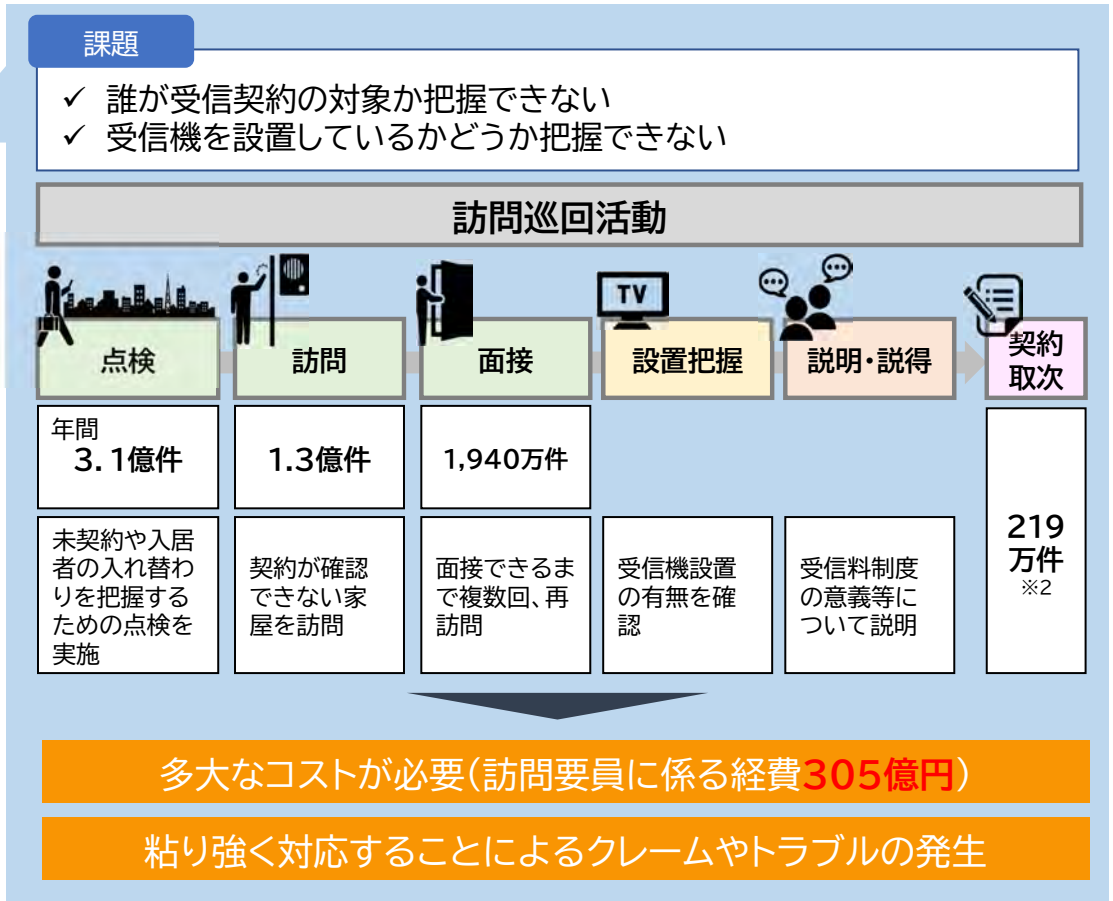 課題
✓ 誰が受信契約の対象か把握できない
✓ 受信機を設置しているかどうか把握できない
訪問巡回活動
TV
点検
訪問
面接
設置把握
説明・説得
契約
取次
年間
3.1億件
1.3億件
1,940万件
未契約や入居
者の入れ替わ
りを把握する
ための点検を
実施
契約が確認
できない家
屋を訪問
面接できるま
で複数回、再
訪問
受信機設置
の有無を確
認
受信料制度
の意義等に
ついて説明
219
万件
※2
多大なコストが必要(訪問要員に係る経費305億円)
粘り強く対応することによるクレームやトラブルの発生